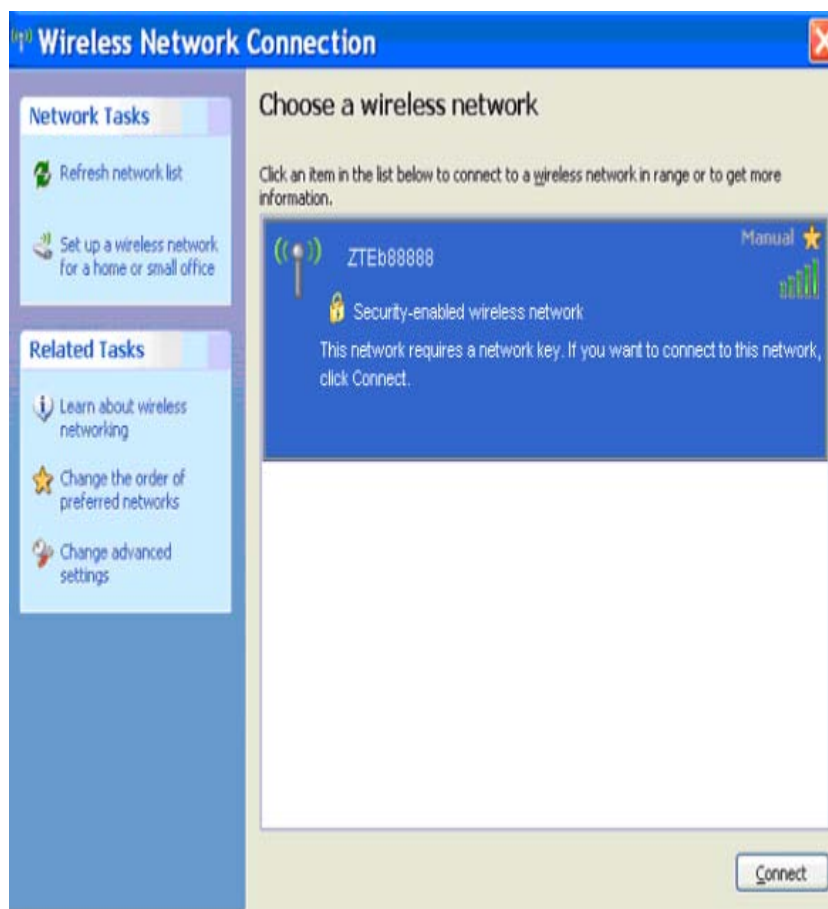 Wireless Network Connection
Network Tasks
Refresh network list
Set up a wireless network
for a home or small office
Related Tasks
Learn about wireless
networking
Change the order of
preferred networks
Change advanced
settings
Choose a wireless network
Click an item in the list below to connect to a wireless network in range or to get more
information.
ZTEb88888
Manual
Security-enabled wireless network
This network requires a network key. If you want to connect to this network,
click Connect.
Connect